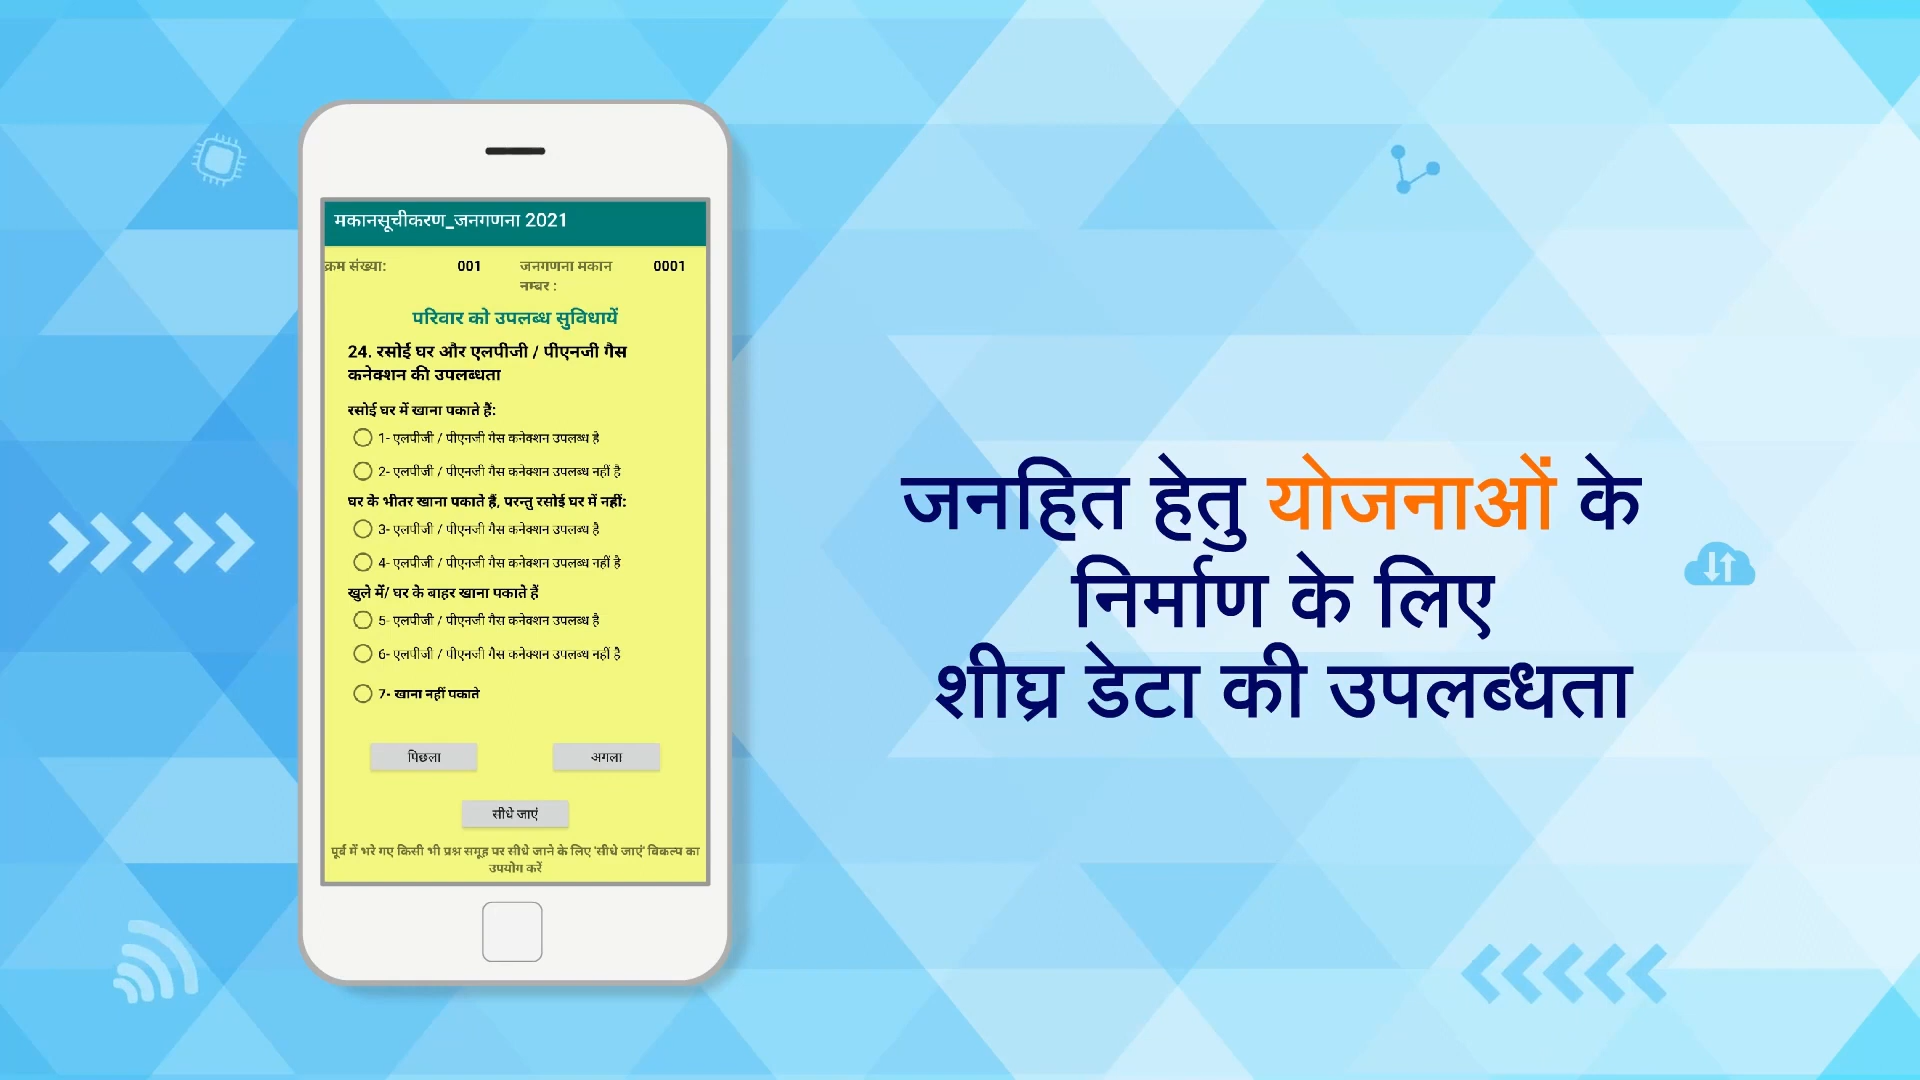 मकानसूचीकरण_जनगणना 2021
क्रम संख्या: 001 जनगणना मकान नम्बर : 0001
परिवार को उपलब्ध सुविधायें
24. रसोई घर और एलपीजी / पीएनजी गैस
कनेक्शन की उपलब्धता
रसोई घर में खाना पकाते हैं:
1- एलपीजी / पीएनजी गैस कनेक्शन उपलब्ध है
2- एलपीजी / पीएनजी गैस कनेक्शन उपलब्ध नहीं है
घर के भीतर खाना पकाते हैं, परन्तु रसोई घर में नहीं:
3- एलपीजी / पीएनजी गैस कनेक्शन उपलब्ध है
4- एलपीजी / पीएनजी गैस कनेक्शन उपलब्ध नहीं है
खुले में/ घर के बाहर खाना पकाते हैं
5- एलपीजी / पीएनजी गैस कनेक्शन उपलब्ध है
6- एलपीजी / पीएनजी गैस कनेक्शन उपलब्ध नहीं है
7- खाना नहीं पकाते
पिछला अगला
सीधे जाएं
पूर्व में भरे गए किसी भी प्रश्न समूह पर सीधे जाने के लिए 'सीधे जाएं' विकल्प का
उपयोग करें
जनहित हेतु योजनाओं के
निर्माण के लिए
शीघ्र डेटा की उपलब्धता